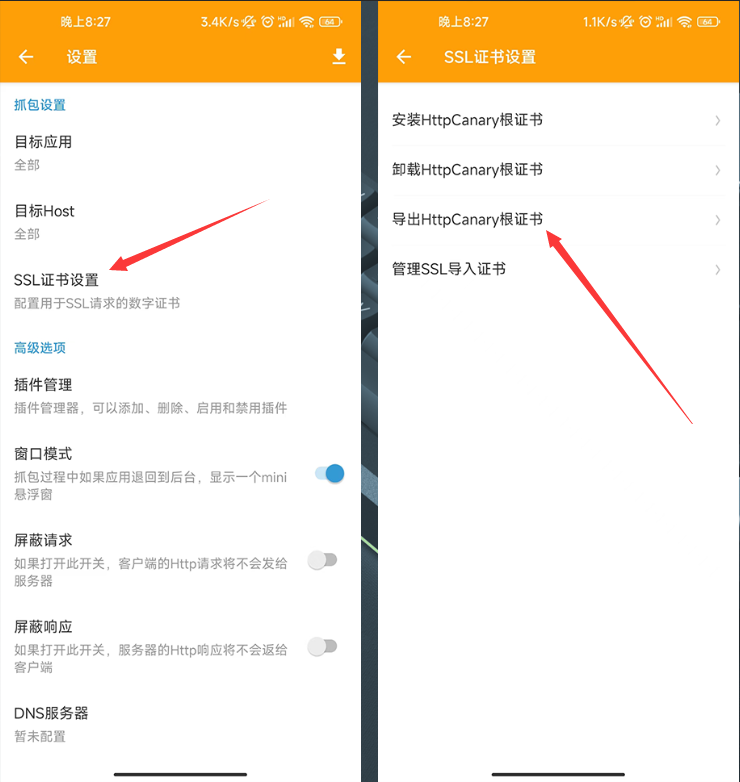 晚上8:27
3.4K/s
HD
64
设置
抓包设置
目标应用
全部
目标Host
全部
SSL证书设置
配置用于SSL请求的数字证书
高级选项
插件管理
插件管理器，可以添加、删除、启用和禁用插件
窗口模式
抓包过程中如果应用退回到后台，显示一个mini
悬浮窗
屏蔽请求
如果打开此开关，客户端的Http请求将不会发给
服务器
屏蔽响应
如果打开此开关，服务器的Http响应将不会返给
客户端
DNS服务器
暂未配置
晚上8:27
1.1K/s
HD
64
SSL证书设置
安装HttpCanary根证书
卸载HttpCanary根证书
导出HttpCanary根证书
管理SSL导入证书